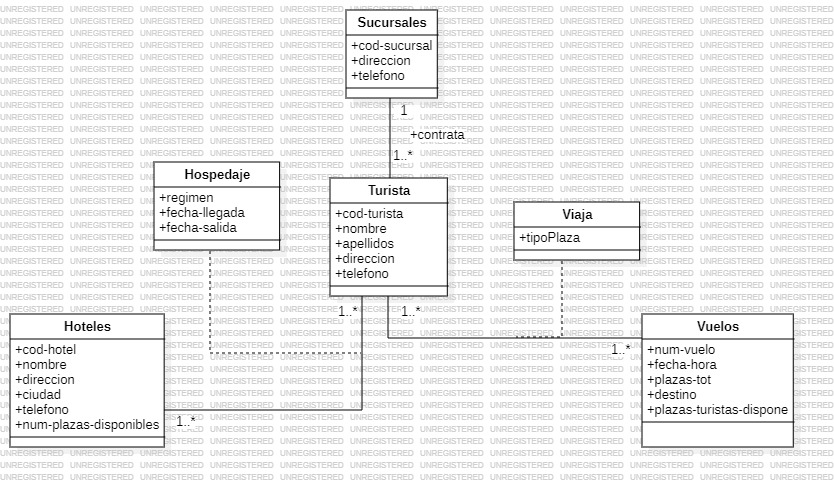 Sucursales
+cod-sucursal
+direccion
+telefono
1
+contrata
1..*
Hospedaje
+regimen
+fecha-llegada
+fecha-salida
Turista
+cod-turista
+nombre
+apellidos
+direccion
+telefono
Viaja
+tipoPlaza
1..*
1..*
Hoteles
+cod-hotel
+nombre
+direccion
+ciudad
+telefono
+num-plazas-disponibles
1..*
1..*
Vuelos
+num-vuelo
+fecha-hora
+plazas-tot
+destino
+plazas-turistas-dispone
UNREGISTERED